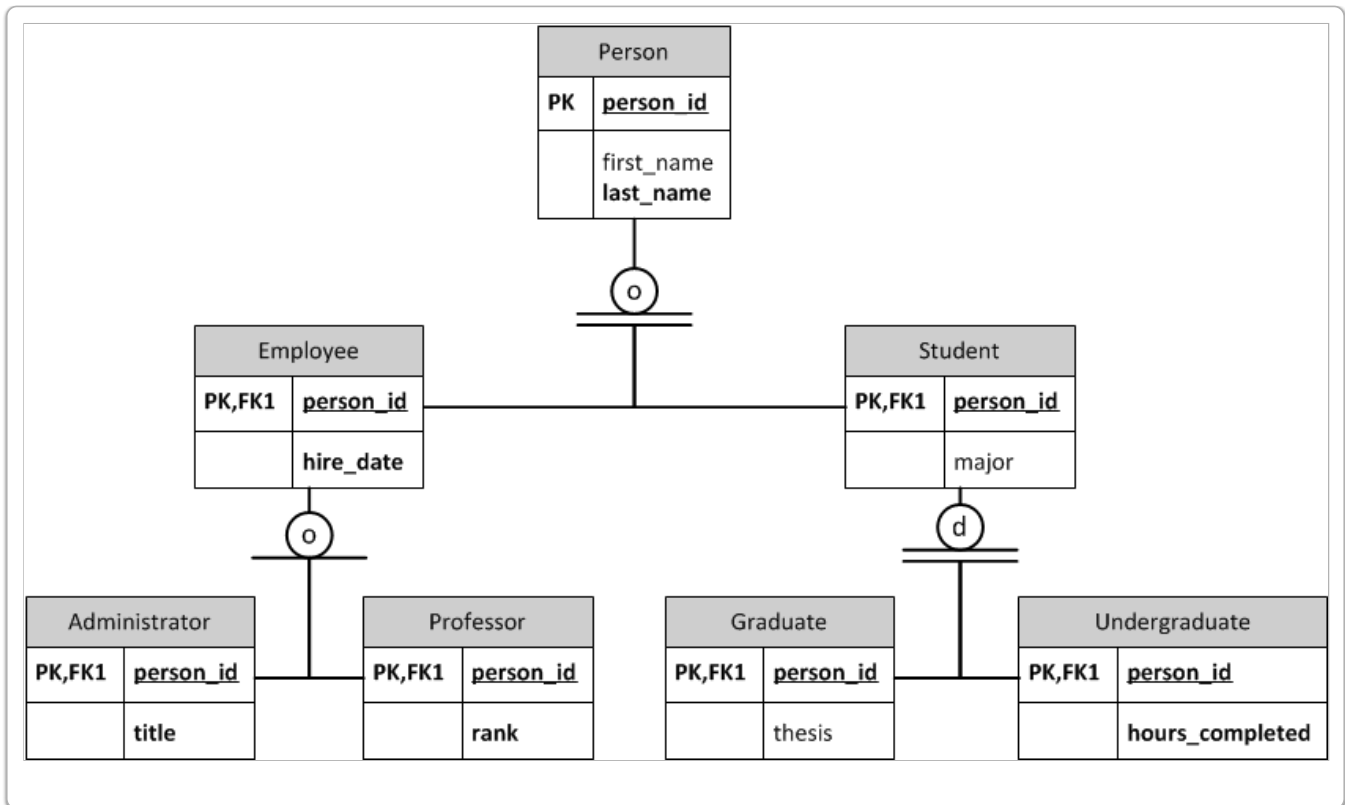 Person
PK person_id
first_name
last_name
o
Employee
PK,FK1 person_id
hire_date
Student
PK,FK1 person_id
major
o
d
Administrator
PK,FK1 person_id
title
Professor
PK,FK1 person_id
rank
Graduate
PK,FK1 person_id
thesis
Undergraduate
PK,FK1 person_id
hours_completed